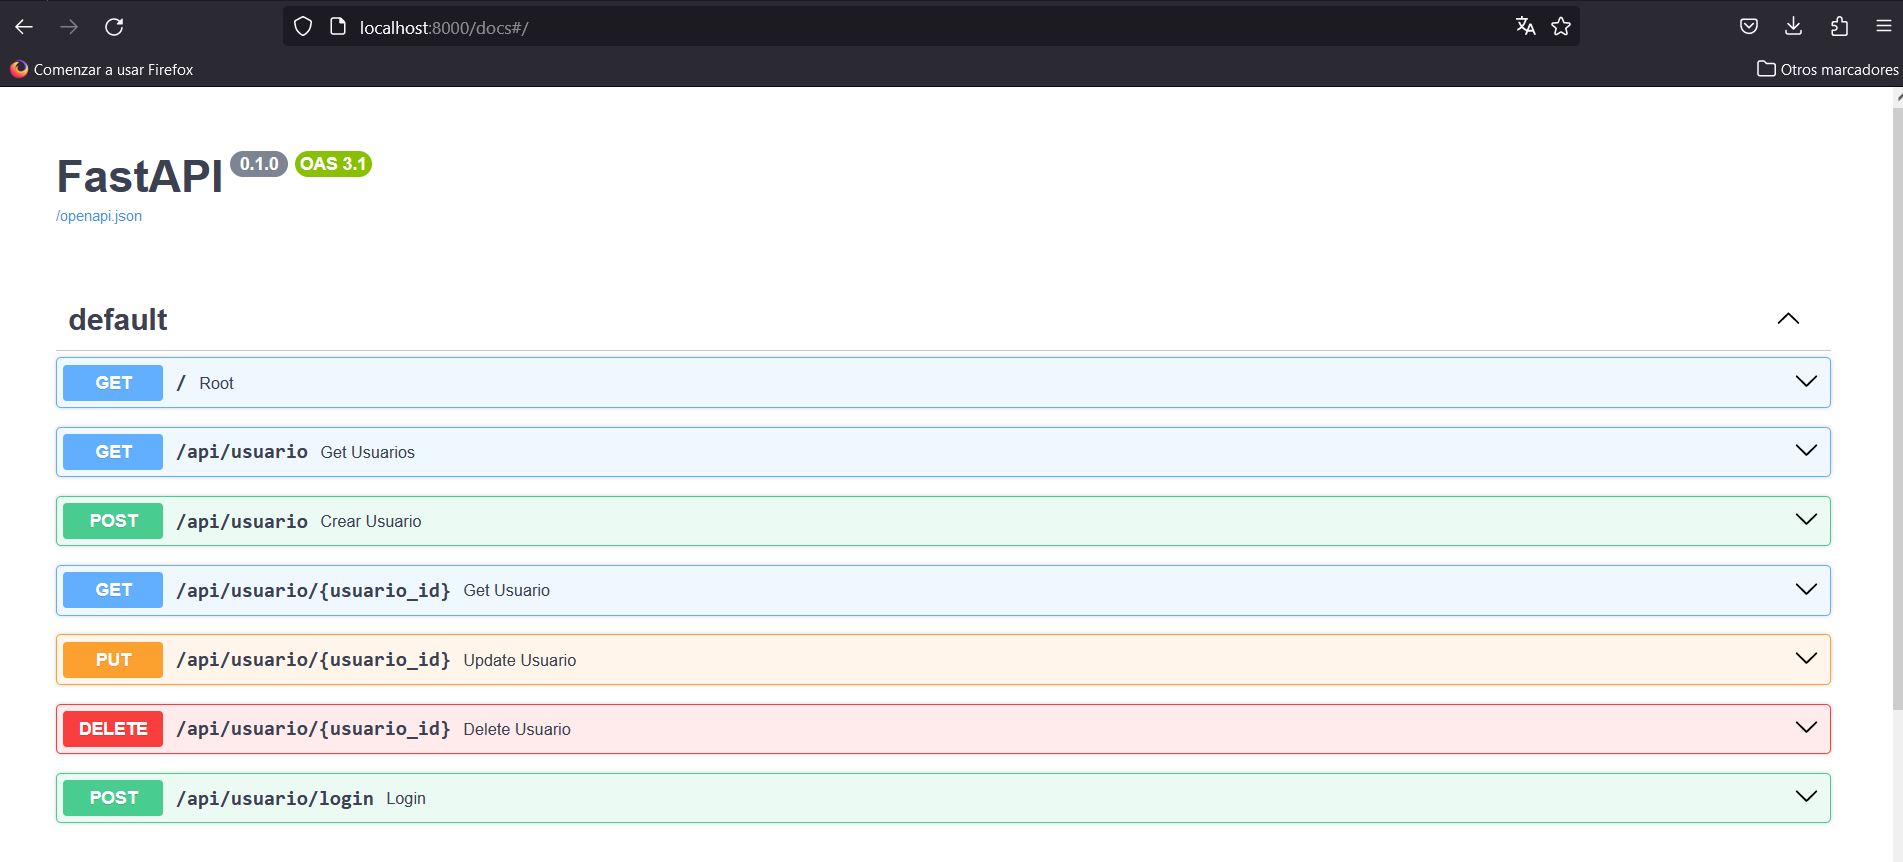 localhost:8000/docs#/
Comenzar a usar Firefox
Otros marcadores
FastAPI 0.1.0 OAS 3.1
/openapi.json
default
GET / Root
GET /api/usuario Get Usuarios
POST /api/usuario Crear Usuario
GET /api/usuario/{usuario_id} Get Usuario
PUT /api/usuario/{usuario_id} Update Usuario
DELETE /api/usuario/{usuario_id} Delete Usuario
POST /api/usuario/login Login